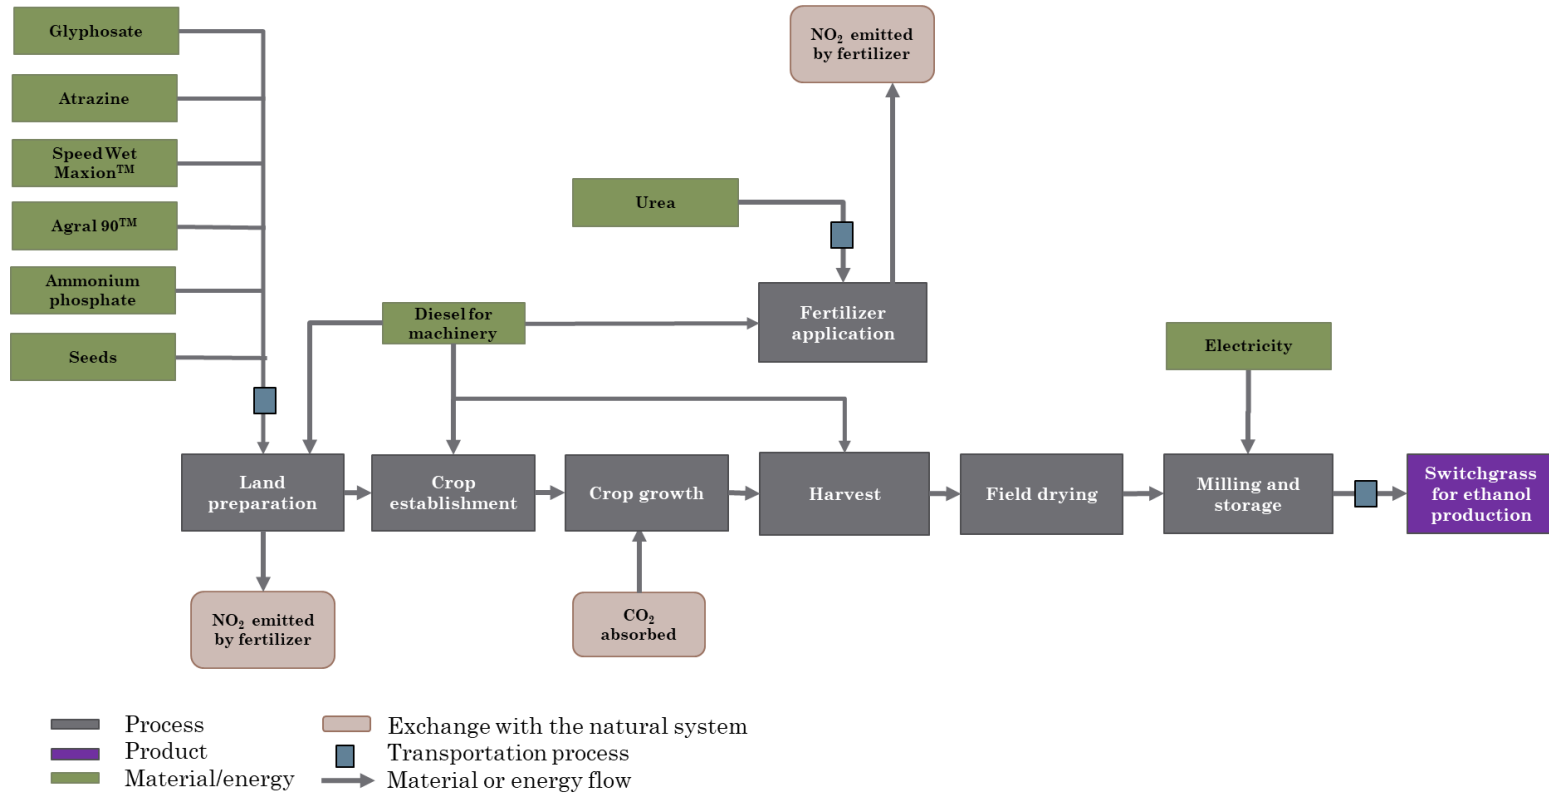 Glyphosate
Atrazine
Speed Wet
Maxion™
Agral 90™
Ammonium
phosphate
Seeds
NO₂ emitted
by fertilizer
Urea
Diesel for
machinery
Fertilizer
application
Electricity
Land
preparation
Crop
establishment
Crop growth
Harvest
Field drying
Milling and
storage
Switchgrass
for ethanol
production
NO₂ emitted
by fertilizer
CO₂
absorbed
Process
Product
Material/energy
Exchange with the natural system
Transportation process
Material or energy flow